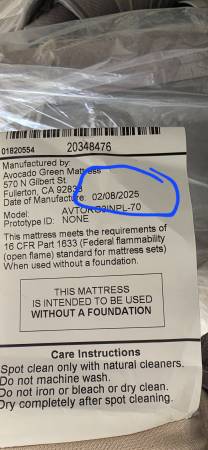 01820554 20348476
Manufactured by:
Avocado Green Mattress
570 N Gilbert St.
Fullerton, CA 92833
Date of Manufacture: 02/08/2025
Model: 
Prototype ID: NONE
This mattress meets the requirements of
16 CFR Part 1633 (Federal flammability
(open flame) standard for mattress sets)
When used without a foundation.
THIS MATTRESS
IS INTENDED TO BE USED
WITHOUT A FOUNDATION
Care Instructions
Spot clean only with natural cleaners.
Do not machine wash.
Do not iron or bleach or dry clean.
Dry completely after spot cleaning.